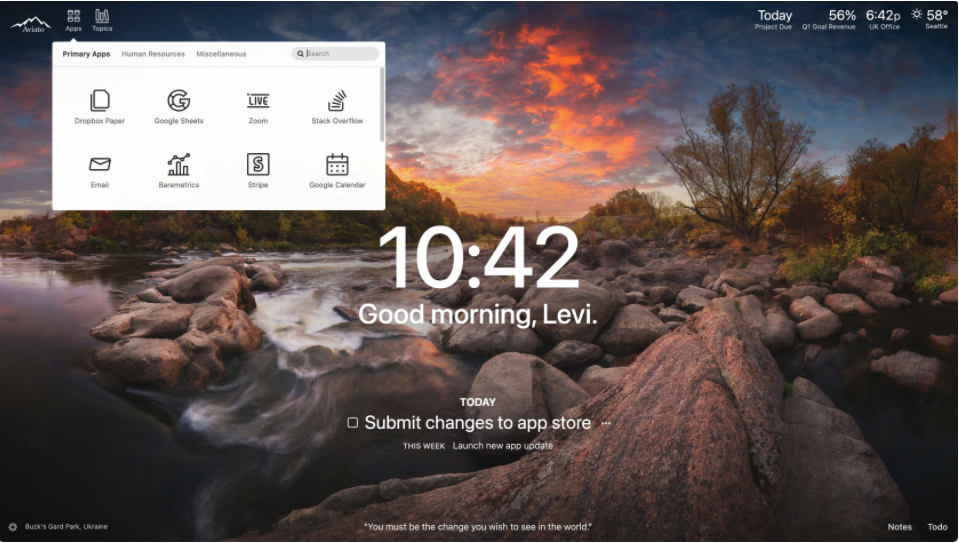 Aviato
Apps
Topics
Today
Project Due
56%
Q1 Goal Revenue
6:42p
UK Office
58°
Seattle
Primary Apps
Human Resources
Miscellaneous
Search
Dropbox Paper
Google Sheets
LIVE
Zoom
Stack Overflow
Email
Baremetrics
S
Stripe
Google Calendar
10:42
Good morning, Levi.
TODAY
Submit changes to app store
THIS WEEK Launch new app update
Buzk's Gard Park, Ukraine
“You must be the change you wish to see in the world.”
Notes
Todo